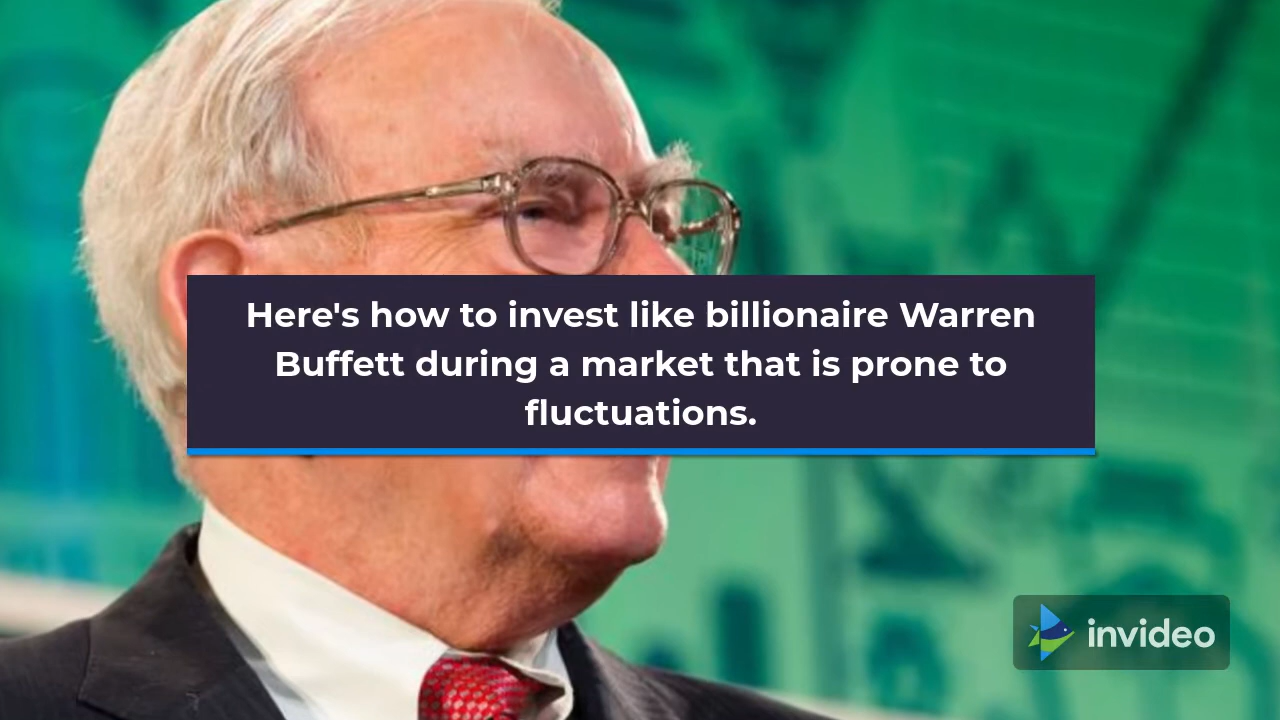 Here's how to invest like billionaire Warren
Buffett during a market that is prone to
fluctuations.
invideo